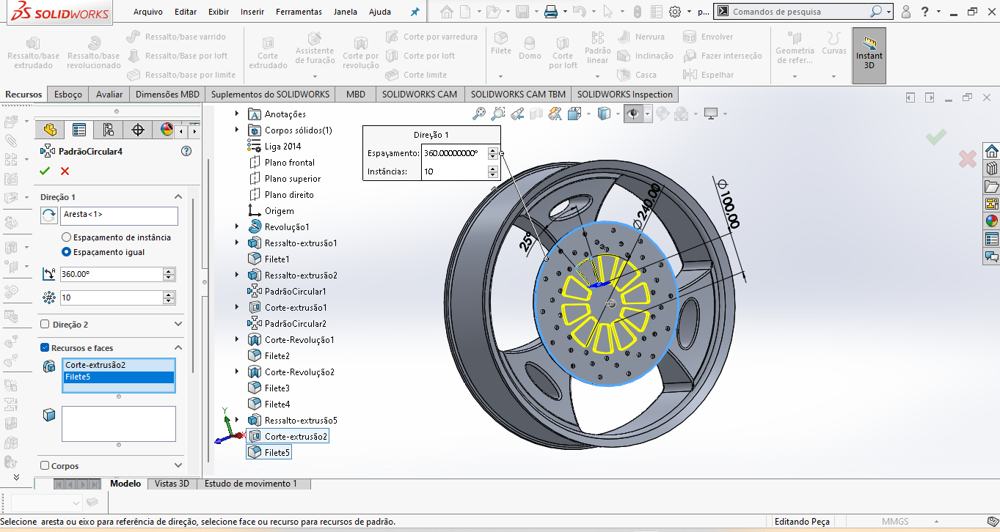 SOLIDWORKS
Arquivo Editar Exibir Inserir Ferramentas Janela Ajuda
p...
Comandos de pesquisa
?
Ressalto/base extrudado
Ressalto/base revolucionado
Ressalto/base varrido
Ressalto/Base por loft
Ressalto/base por limite
Corte extrudado
Assistente de furação
Corte por revolução
Corte por varredura
Corte por loft
Corte limite
Filete
Domo
Corte por loft
Padrão linear
Nervura
Inclinação
Casca
Envolver
Fazer interseção
Espelhar
Geometria de refer...
Curvas
Instant 3D
Recursos Esboço Avaliar Dimensões MBD Suplementos do SOLIDWORKS MBD SOLIDWORKS CAM SOLIDWORKS CAM TBM SOLIDWORKS Inspection
PadrãoCircular4
Direção 1
Aresta<1>
Espaçamento de instância
Espaçamento igual
360.00º
10
Direção 2
Recursos e faces
Corte-extrusão2
Filete5
Corpos
Anotações
Corpos sólidos(1)
Liga 2014
Plano frontal
Plano superior
Plano direito
Origem
Revolução1
Ressalto-extrusão1
Filete1
Ressalto-extrusão2
PadrãoCircular1
Corte-extrusão1
PadrãoCircular2
Corte-Revolução1
Filete2
Corte-Revolução2
Filete3
Filete4
Ressalto-extrusão5
Corte-extrusão2
Filete5
Direção 1
Espaçamento: 360.00000000º
Instâncias: 10
25°
Ø240,00
Ø100,00
Y
X
Modelo Vistas 3D Estudo de movimento 1
Selecione aresta ou eixo para referência de direção, selecione face ou recurso para recursos de padrão.
Editando Peça
MMGS